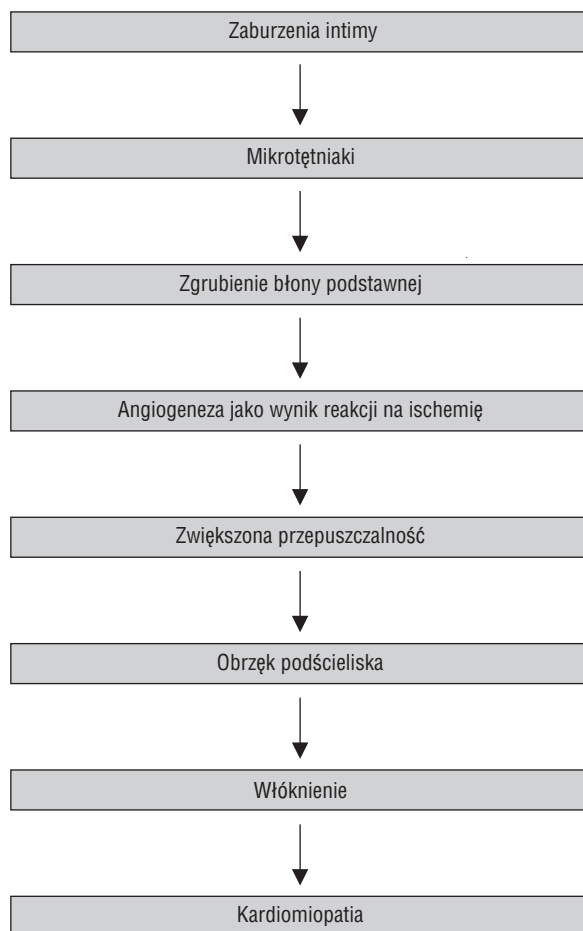 Zaburzenia intimy
Mikrotętniaki
Zgrubienie błony podstawnej
Angiogeneza jako wynik reakcji na ischemię
Zwiększona przepuszczalność
Obrzęk podścieliska
Włóknienie
Kardiomiopatia